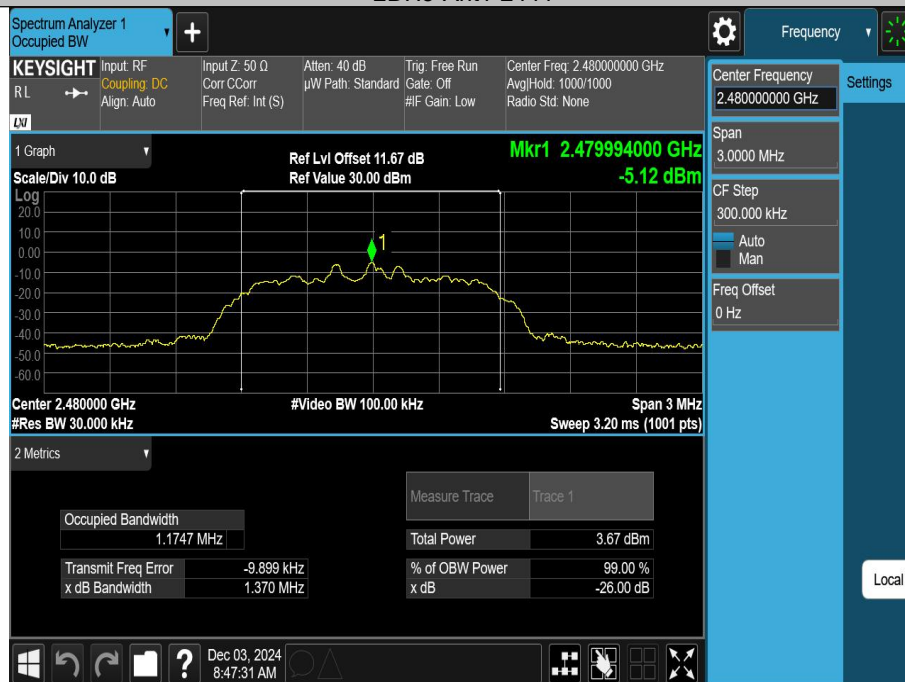 Spectrum Analyzer 1
Occupied BW
Frequency
KEYSIGHT
R L
LXI
Input: RF
Coupling: DC
Align: Auto
Input Z: 50 Ω
Corr CCorr
Freq Ref: Int (S)
Atten: 40 dB
µW Path: Standard
Trig: Free Run
Gate: Off
#IF Gain: Low
Center Freq: 2.480000000 GHz
Avg|Hold: 1000/1000
Radio Std: None
Center Frequency
2.480000000 GHz
Settings
Span
3.0000 MHz
CF Step
300.000 kHz
Auto
Man
Freq Offset
0 Hz
Local
1 Graph
Scale/Div 10.0 dB
Ref Lvl Offset 11.67 dB
Ref Value 30.00 dBm
Mkr1 2.479994000 GHz
-5.12 dBm
Log
20.0
10.0
0.00
-10.0
-20.0
-30.0
-40.0
-50.0
-60.0
1
Center 2.480000 GHz
#Res BW 30.000 kHz
#Video BW 100.00 kHz
Span 3 MHz
Sweep 3.20 ms (1001 pts)
2 Metrics
Measure Trace
Trace 1
Occupied Bandwidth
1.1747 MHz
Total Power
3.67 dBm
Transmit Freq Error
-9.899 kHz
% of OBW Power
99.00 %
x dB Bandwidth
1.370 MHz
x dB
-26.00 dB
?
Dec 03, 2024
8:47:31 AM